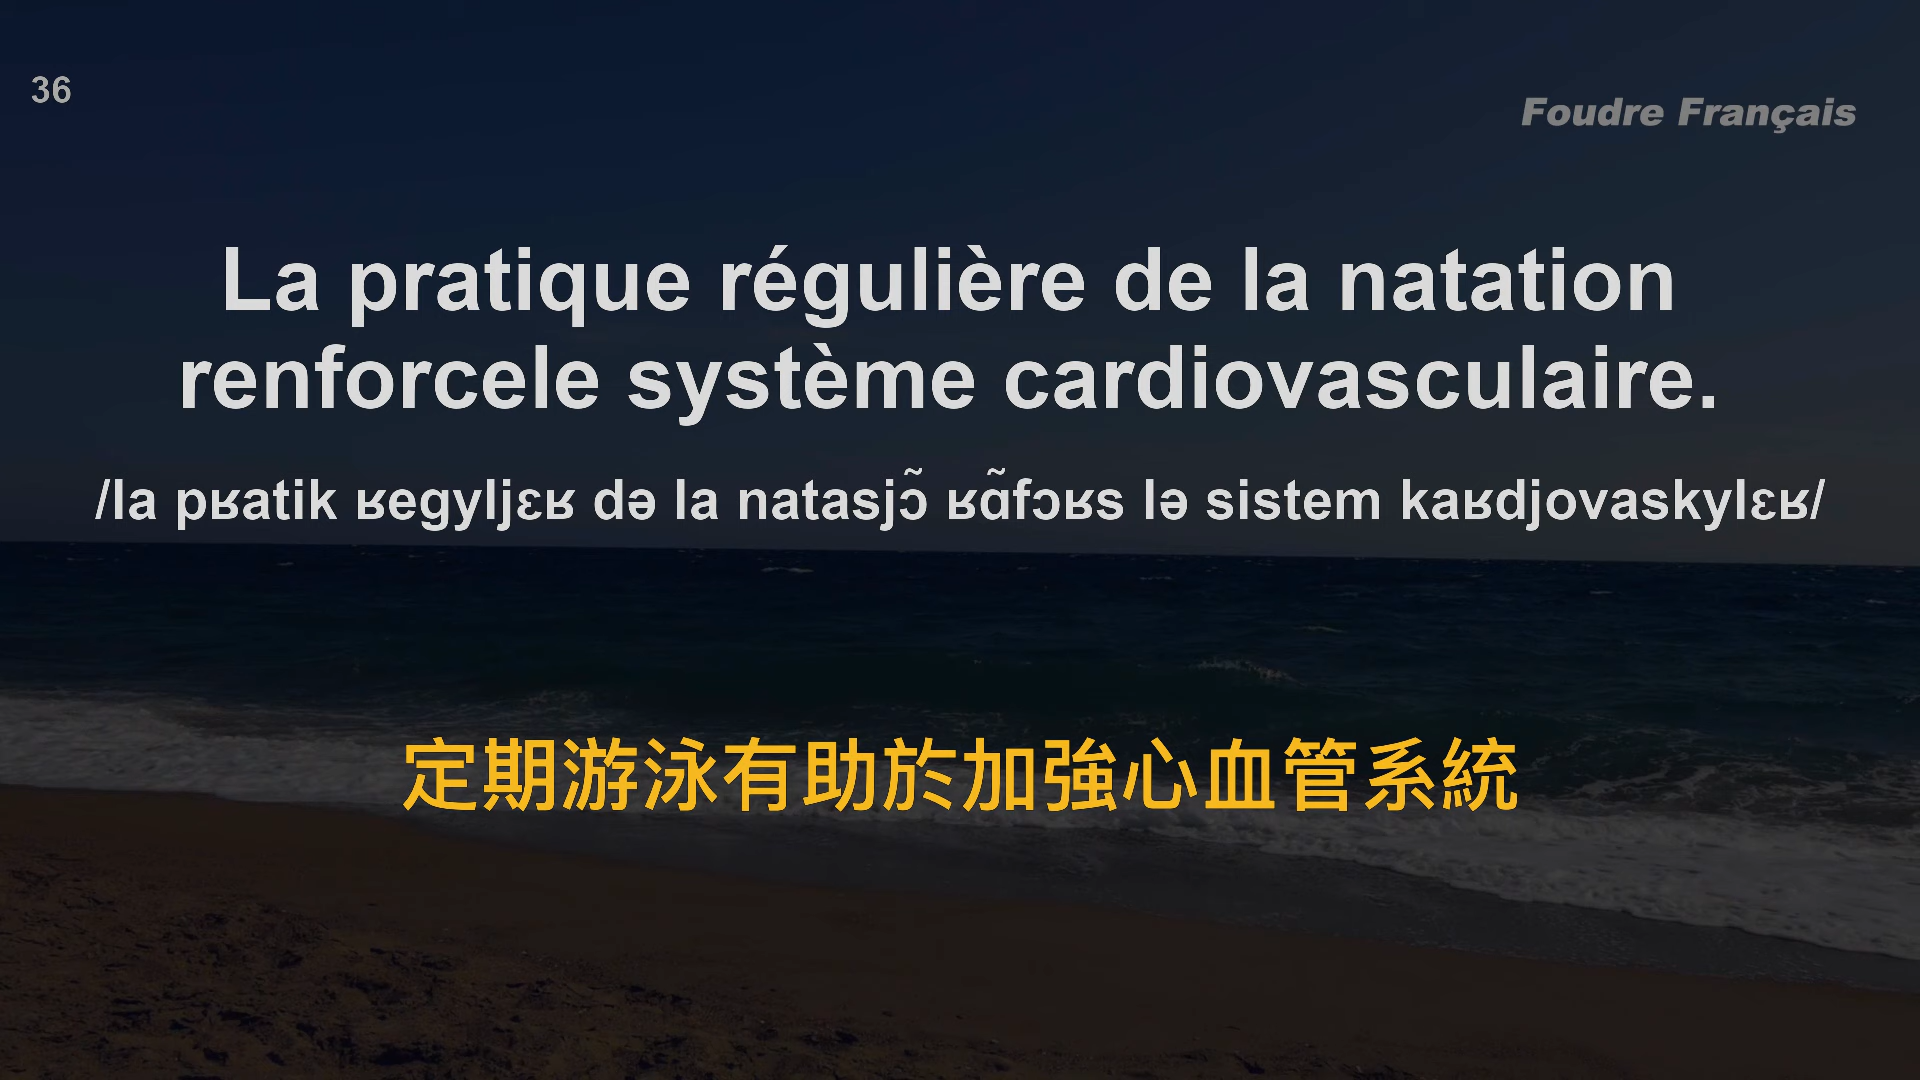 36
Foudre Français
La pratique régulière de la natation
renforcele système cardiovasculaire.
/la pʁatik ʁegyljɛʁ də la natasjɔ̃ ʁɑ̃fɔʁs lə sistem kaʁdjovaskylɛʁ/
定期游泳有助於加強心血管系統